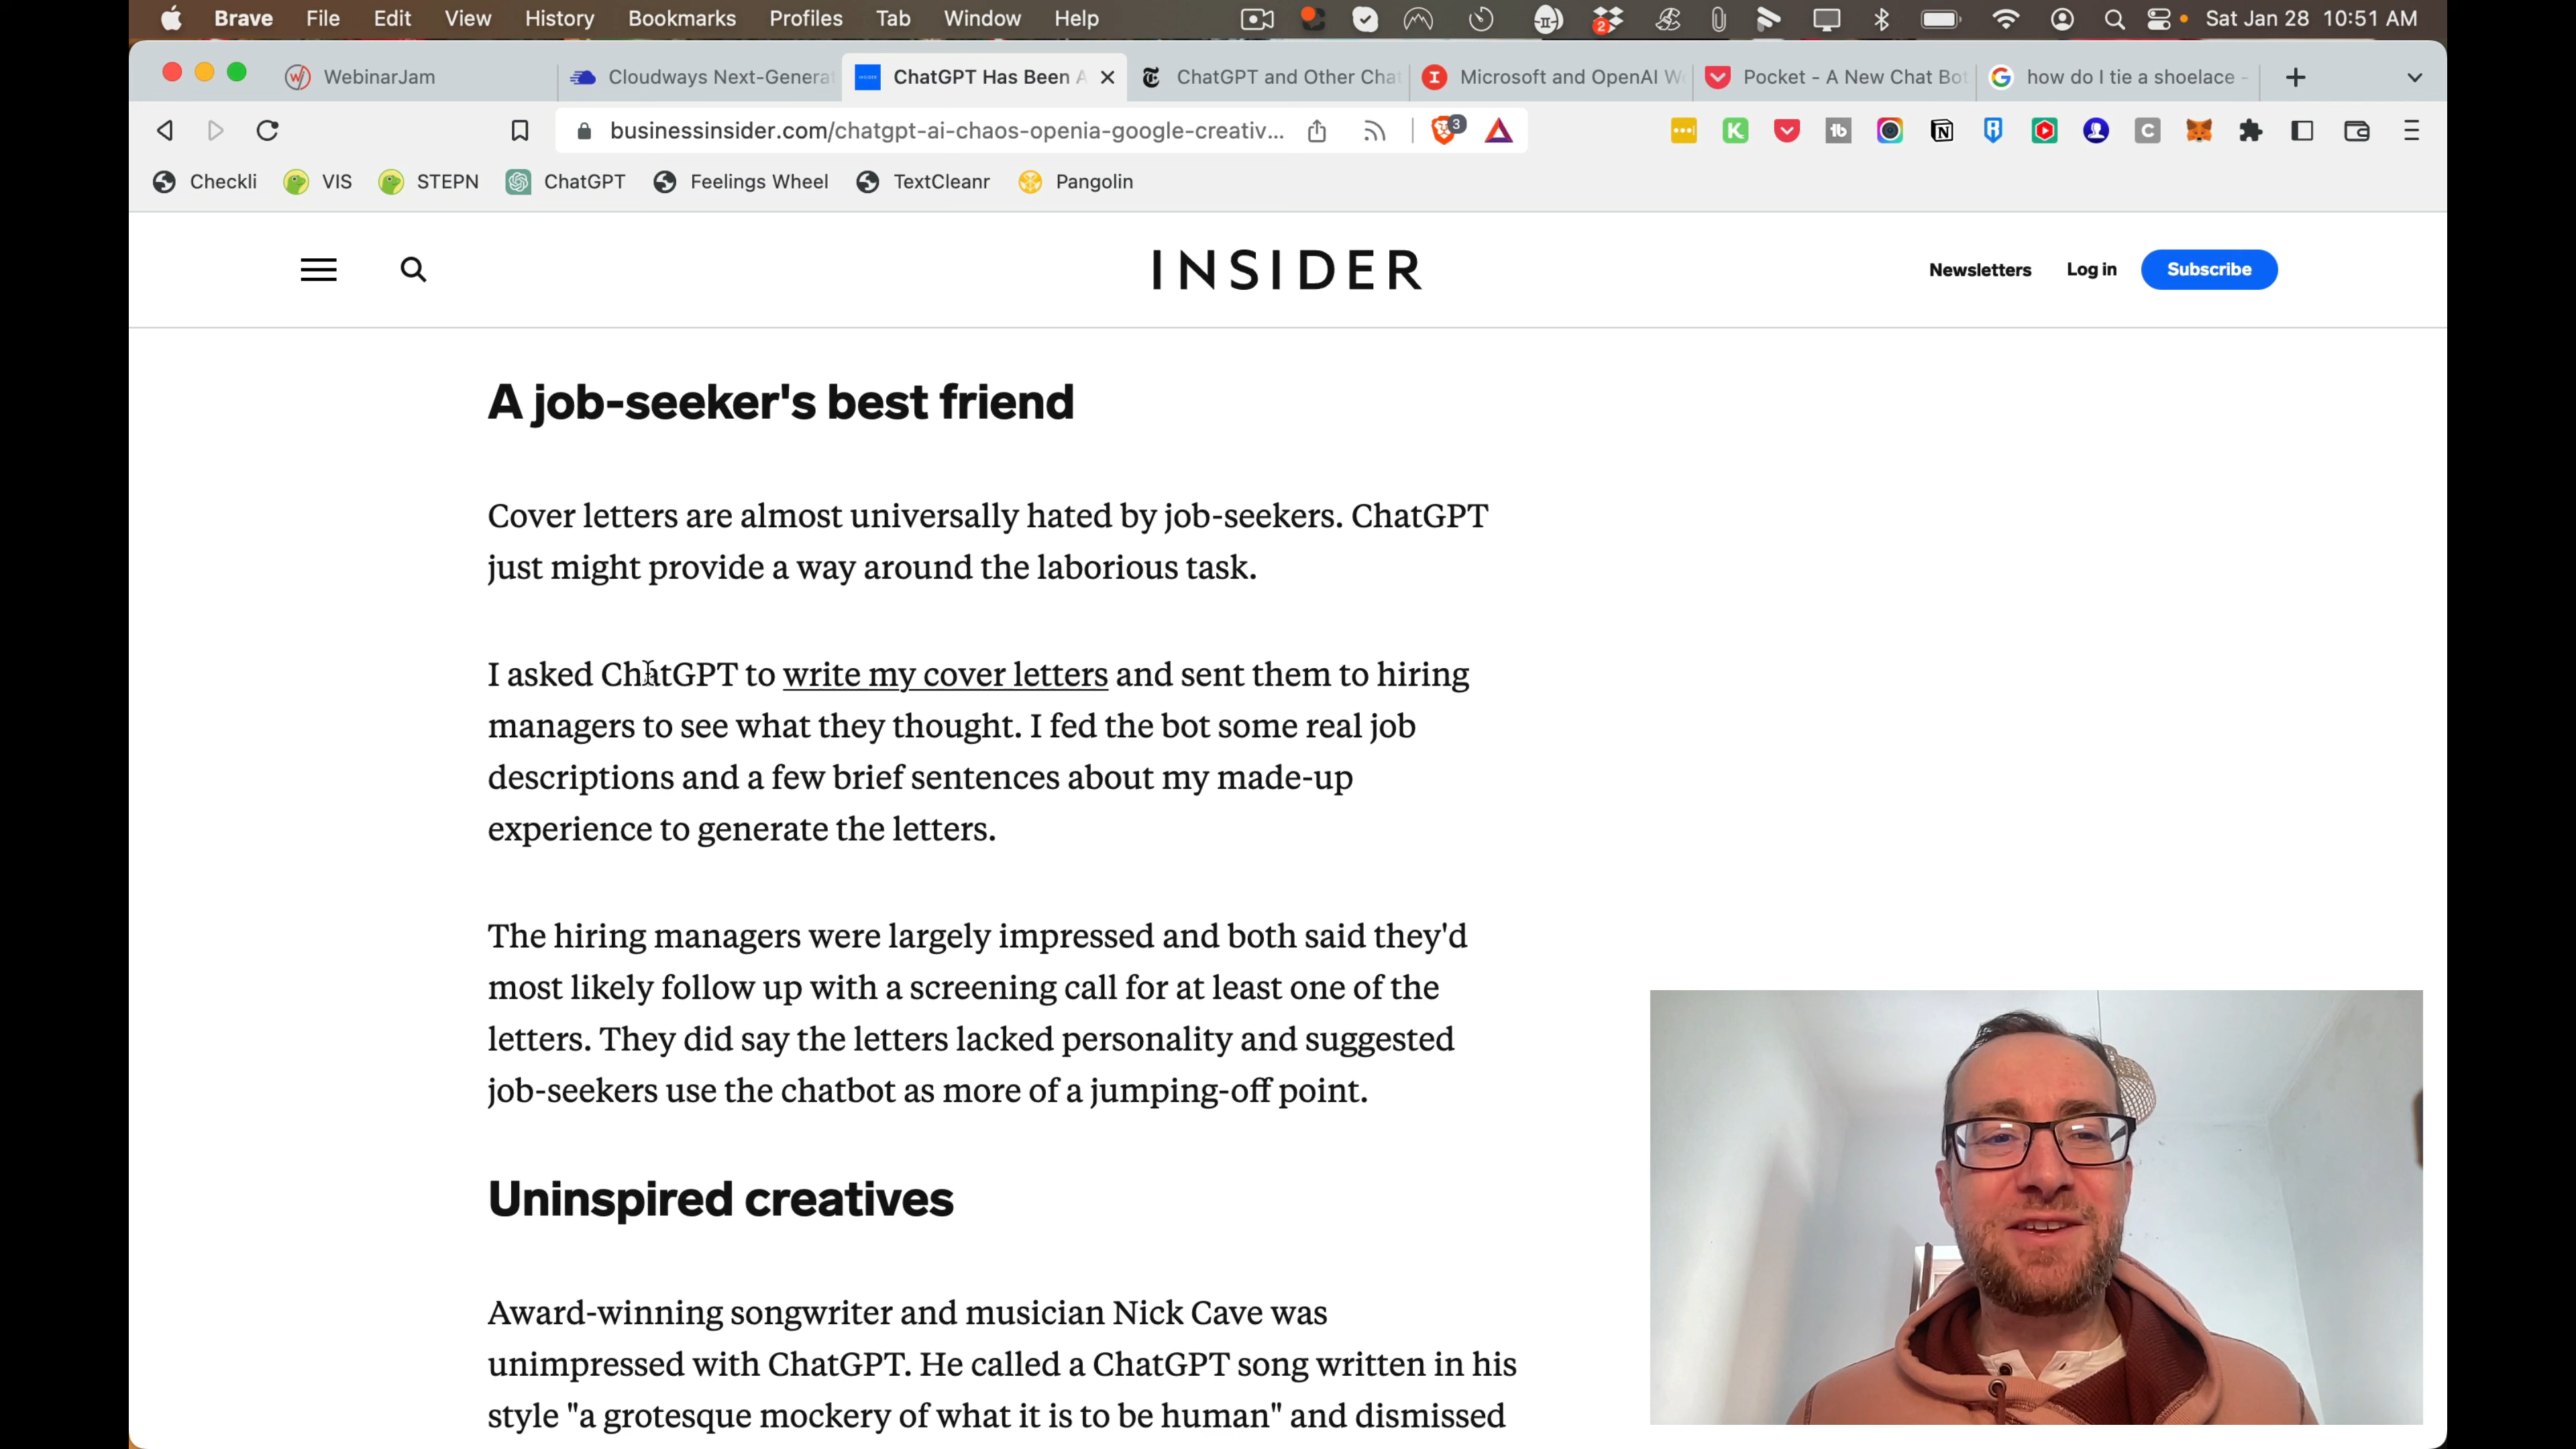 Brave File Edit View History Bookmarks Profiles Tab Window Help 2 Sat Jan 28 10:51 AM
WebinarJam Cloudways Next-Generat ChatGPT Has Been A ChatGPT and Other Cha Microsoft and OpenAI W Pocket - A New Chat Bot how do I tie a shoelace -
businessinsider.com/chatgpt-ai-chaos-openia-google-creativ... 3
Checkli VIS STEPN ChatGPT Feelings Wheel TextCleanr Pangolin
INSIDER
Newsletters Log in Subscribe
A job-seeker's best friend
Cover letters are almost universally hated by job-seekers. ChatGPT
just might provide a way around the laborious task.
I asked ChatGPT to write my cover letters and sent them to hiring
managers to see what they thought. I fed the bot some real job
descriptions and a few brief sentences about my made-up
experience to generate the letters.
The hiring managers were largely impressed and both said they'd
most likely follow up with a screening call for at least one of the
letters. They did say the letters lacked personality and suggested
job-seekers use the chatbot as more of a jumping-off point.
Uninspired creatives
Award-winning songwriter and musician Nick Cave was
unimpressed with ChatGPT. He called a ChatGPT song written in his
style "a grotesque mockery of what it is to be human" and dismissed